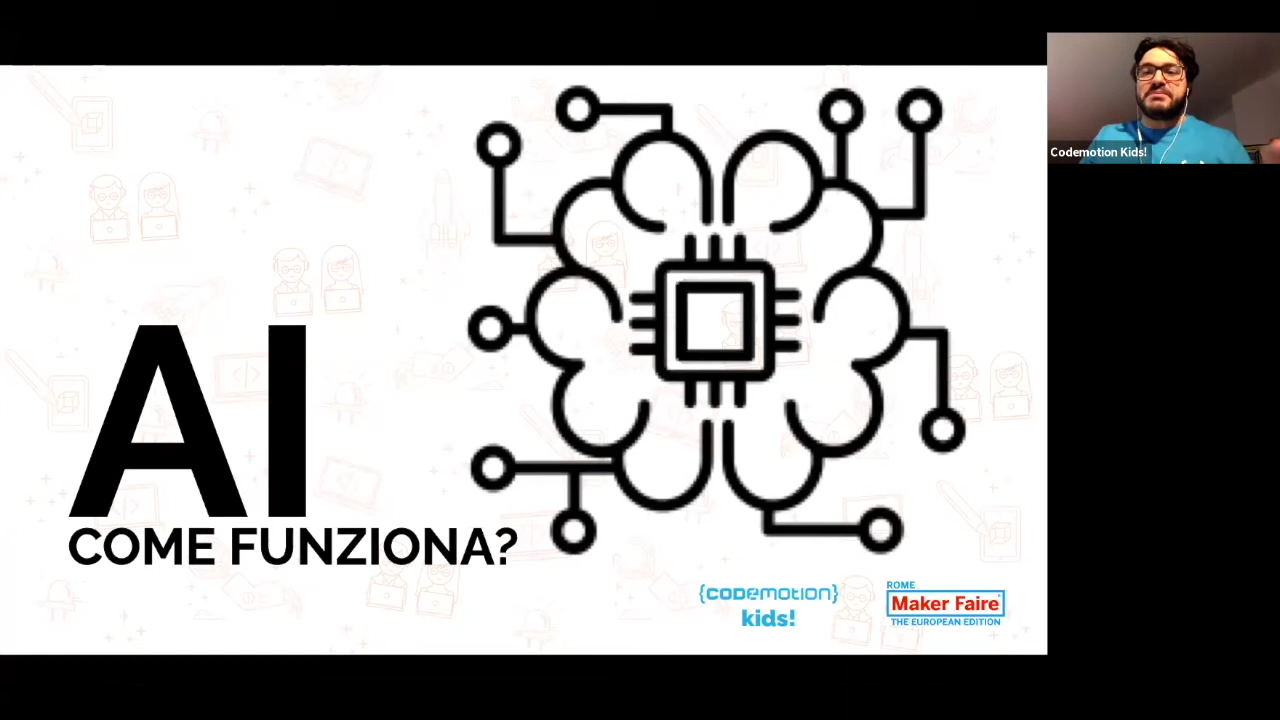 AI
COME FUNZIONA?
{CODEMOTION}
kids!
ROME
Maker Faire
THE EUROPEAN EDITION
Codemotion Kids!